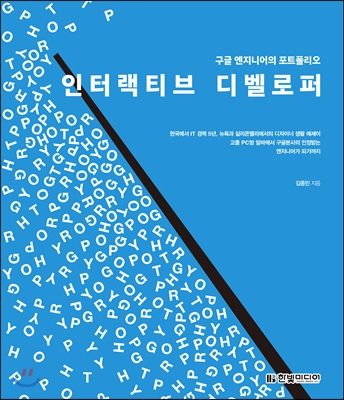 구글 엔지니어의 포트폴리오
인터랙티브 디벨로퍼
한국에서 IT 경력 5년, 뉴욕과 실리콘밸리에서의 디자이너 생활 에세이
고흥 PC방 알바에서 구글본사의 인정받는
엔지니어가 되기까지
김종민 지음
한빛미디어